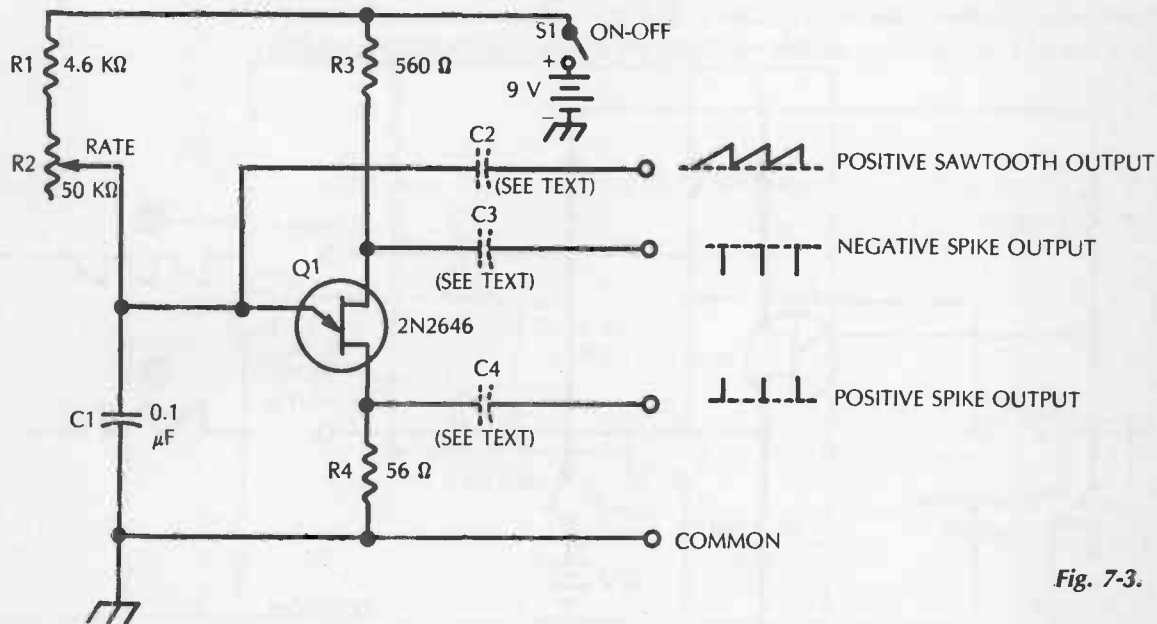 S1 ON-OFF
R1 4.6 KΩ
R3 560 Ω
+
9 V
−
RATE
R2
50 KΩ
C2
(SEE TEXT)
POSITIVE SAWTOOTH OUTPUT
C3
(SEE TEXT)
NEGATIVE SPIKE OUTPUT
Q1
2N2646
C4
(SEE TEXT)
POSITIVE SPIKE OUTPUT
C1 0.1
μF
R4 56 Ω
COMMON
Fig. 7-3.